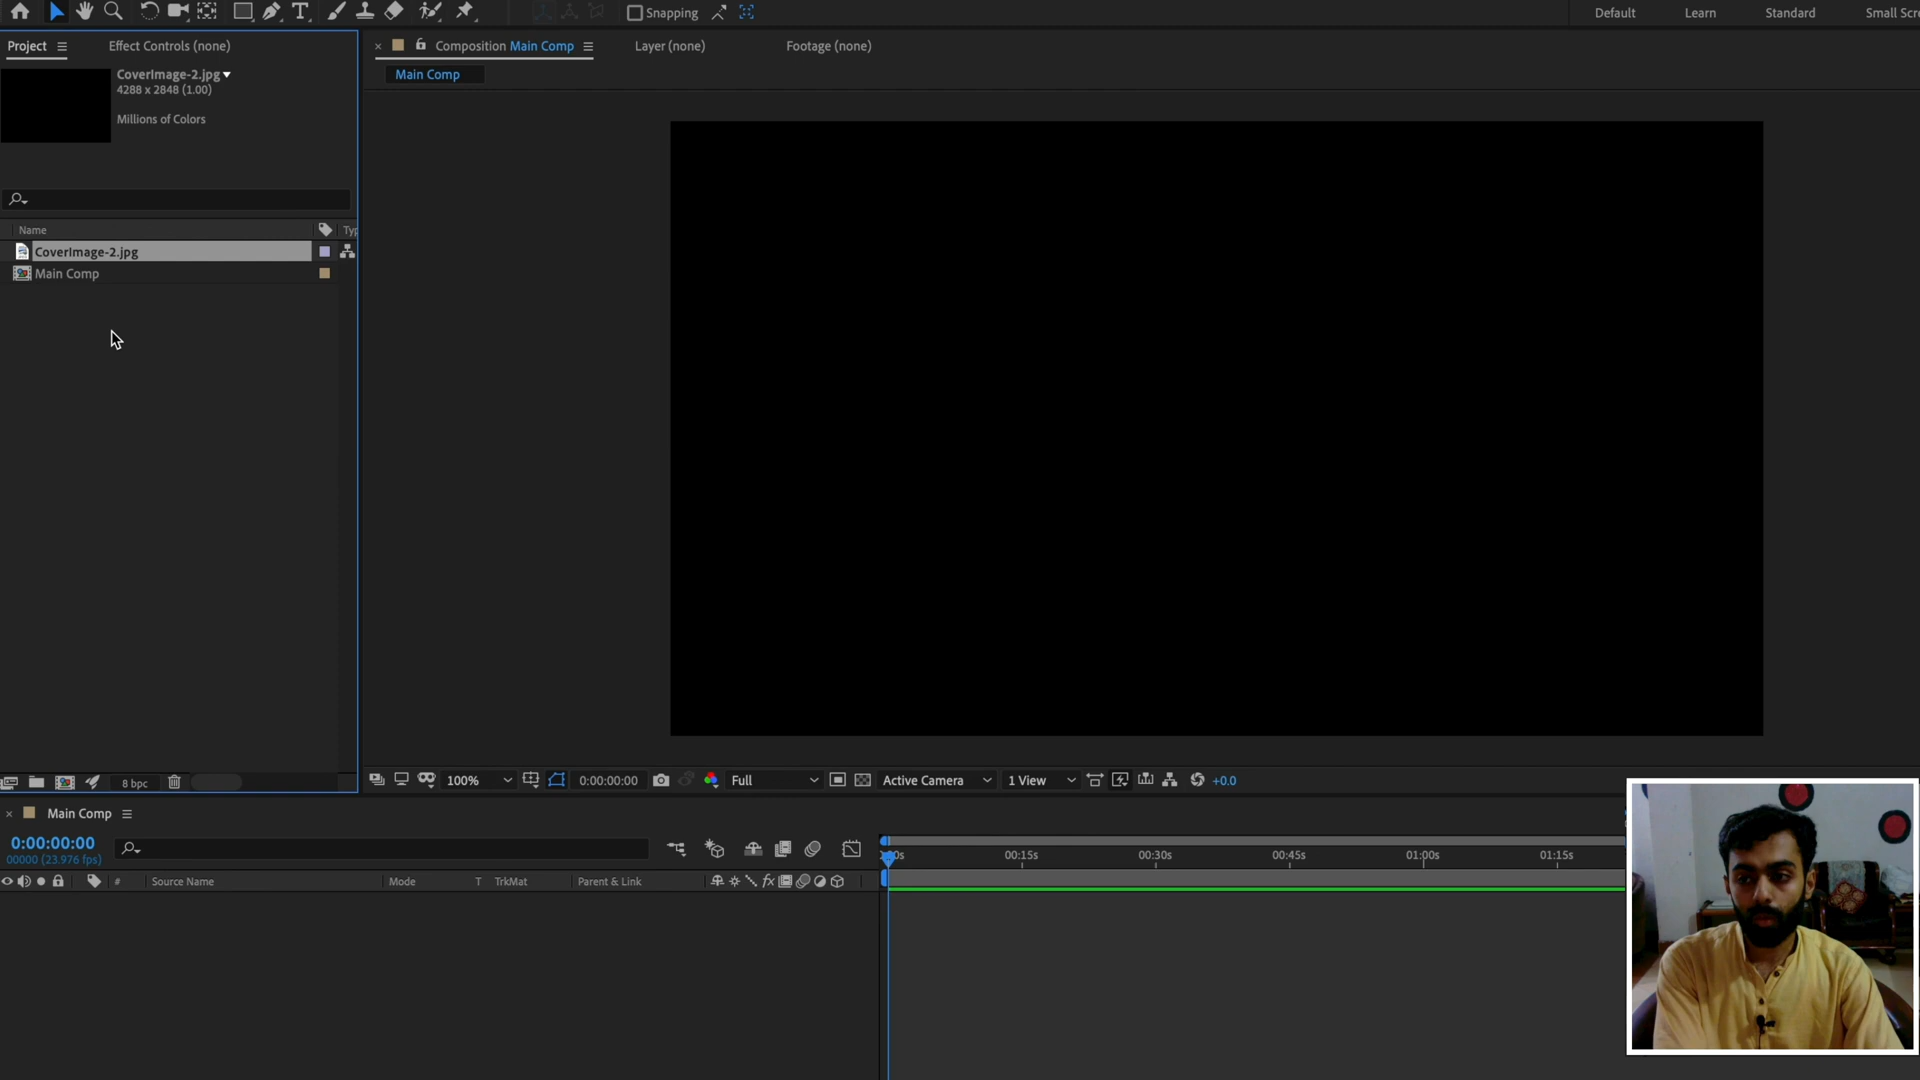 Snapping
Default
Learn
Standard
Small Scre
Project
Effect Controls (none)
Composition Main Comp
Layer (none)
Footage (none)
CoverImage-2.jpg
4288 x 2848 (1.00)
Millions of Colors
Main Comp
Name
Typ
CoverImage-2.jpg
Main Comp
8 bpc
100%
0:00:00:00
Full
Active Camera
1 View
+0.0
Main Comp
0:00:00:00
00000 (23.976 fps)
:00s
00:15s
00:30s
00:45s
01:00s
01:15s
#
Source Name
Mode
T
TrkMat
Parent & Link